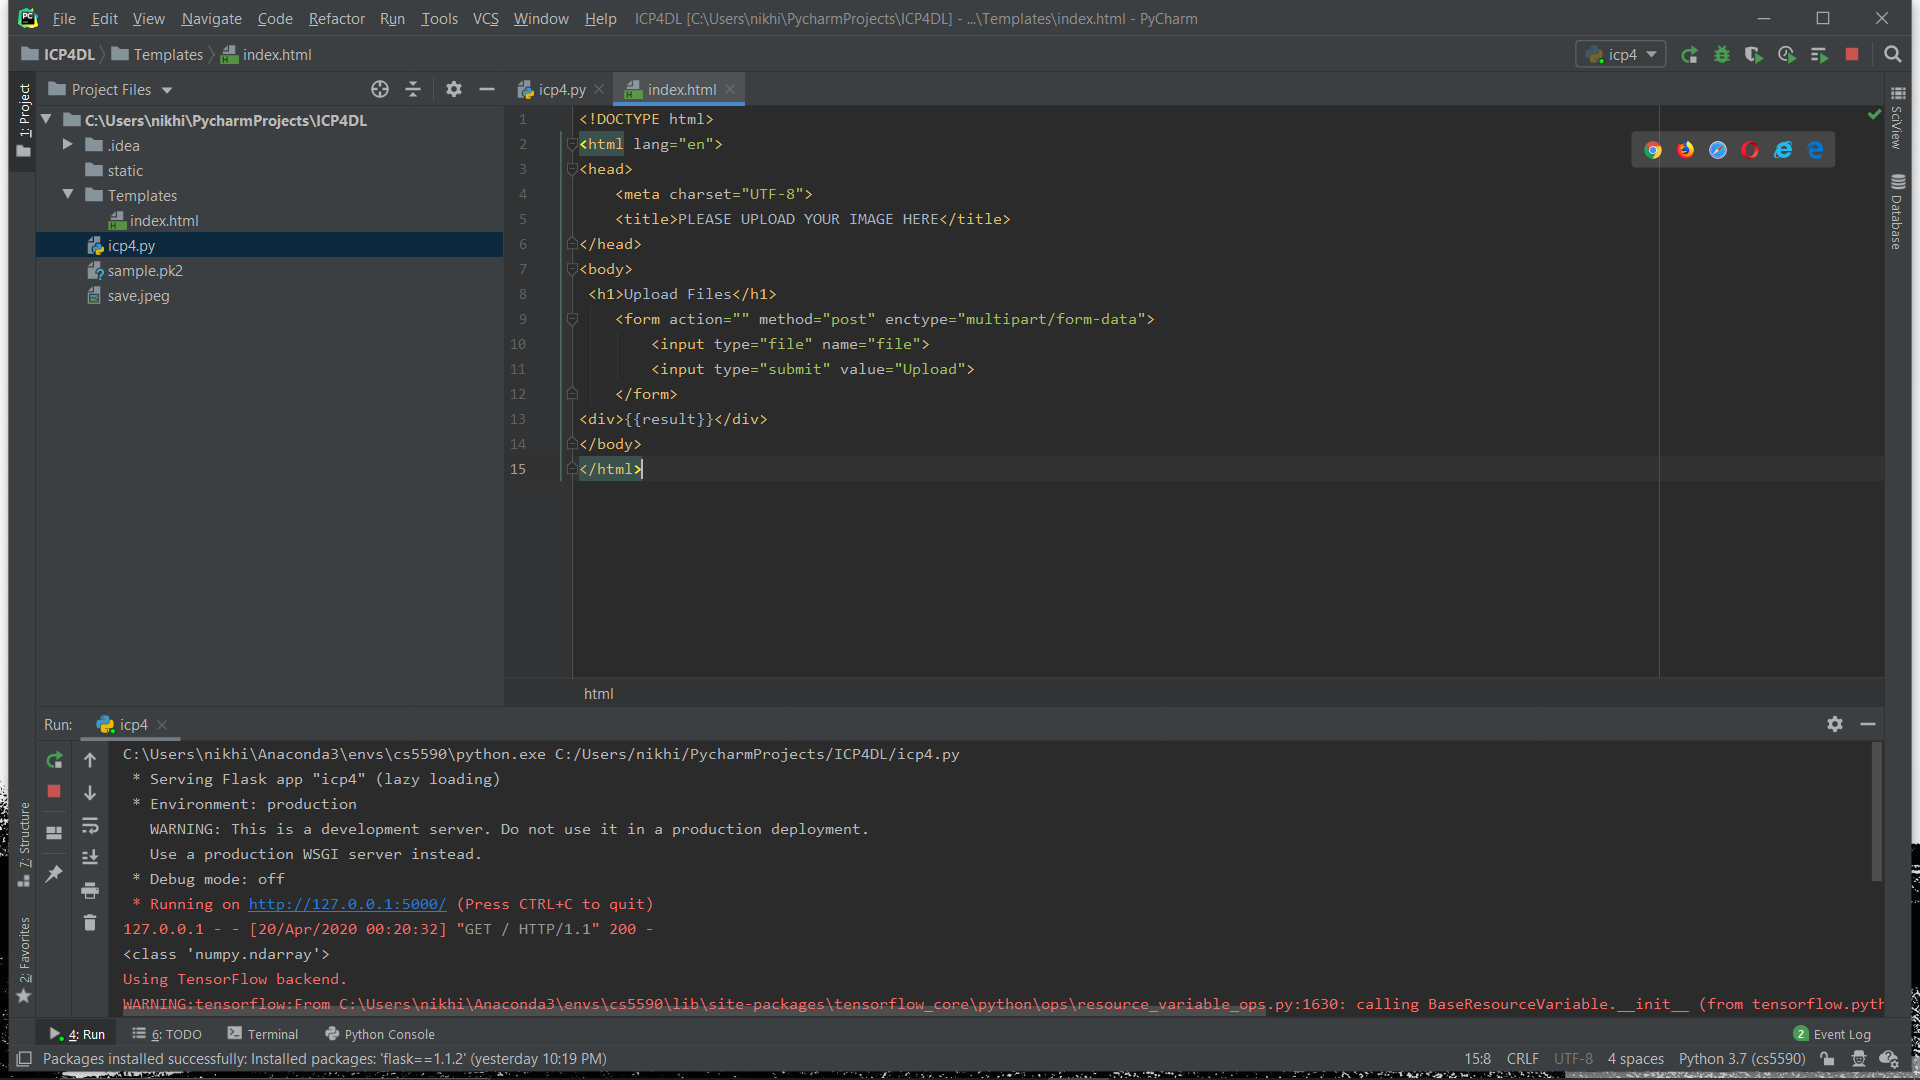 File Edit View Navigate Code Refactor Run Tools VCS Window Help ICP4DL [C:\Users\nikhi\PycharmProjects\ICP4DL] - ...\Templates\index.html - PyCharm
ICP4DL Templates index.html icp4
1: Project
Project Files
C:\Users\nikhi\PycharmProjects\ICP4DL
.idea
static
Templates
index.html
icp4.py
sample.pk2
save.jpeg
icp4.py index.html
1 <!DOCTYPE html>
2 <html lang="en">
3 <head>
4 <meta charset="UTF-8">
5 <title>PLEASE UPLOAD YOUR IMAGE HERE</title>
6 </head>
7 <body>
8 <h1>Upload Files</h1>
9 <form action="" method="post" enctype="multipart/form-data">
10 <input type="file" name="file">
11 <input type="submit" value="Upload">
12 </form>
13 <div>{{result}}</div>
14 </body>
15 </html>
html
SciView
Database
Run: icp4
C:\Users\nikhi\Anaconda3\envs\cs5590\python.exe C:/Users/nikhi/PycharmProjects/ICP4DL/icp4.py
* Serving Flask app "icp4" (lazy loading)
* Environment: production
WARNING: This is a development server. Do not use it in a production deployment.
Use a production WSGI server instead.
* Debug mode: off
* Running on http://127.0.0.1:5000/ (Press CTRL+C to quit)
127.0.0.1 - - [20/Apr/2020 00:20:32] "GET / HTTP/1.1" 200 -
<class 'numpy.ndarray'>
Using TensorFlow backend.
WARNING:tensorflow:From C:\Users\nikhi\Anaconda3\envs\cs5590\lib\site-packages\tensorflow_core\python\ops\resource_variable_ops.py:1630: calling BaseResourceVariable.__init__ (from tensorflow.pyth
7: Structure
2: Favorites
4: Run 6: TODO Terminal Python Console 2 Event Log
Packages installed successfully: Installed packages: 'flask==1.1.2' (yesterday 10:19 PM) 15:8 CRLF UTF-8 4 spaces Python 3.7 (cs5590)